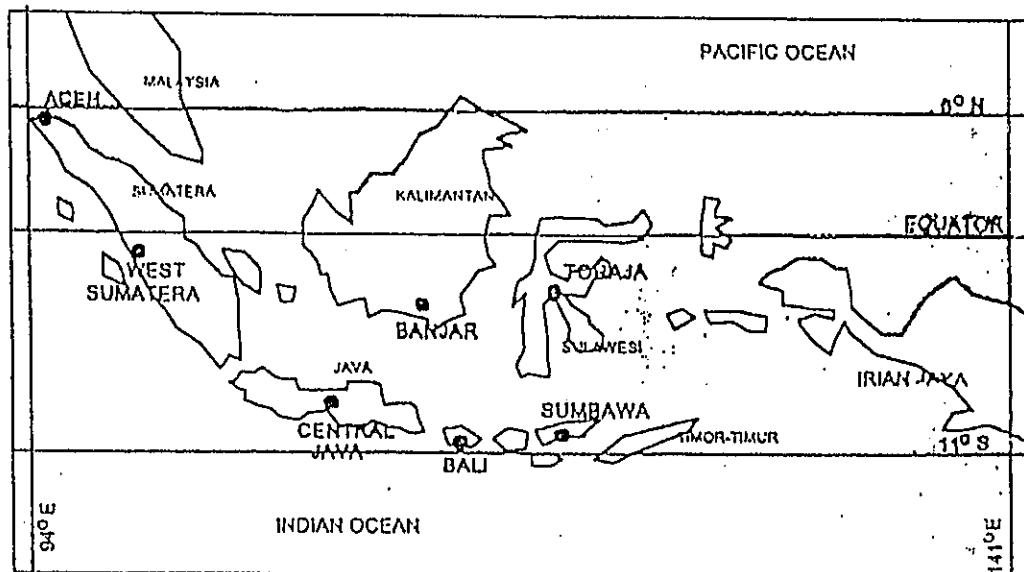 PACIFIC OCEAN
MALAYSIA
ACEH
SUMATERA
KALIMANTAN
EQUATOR
WEST
SUMATERA
TORAJA
BANJAR
SULAWESI
JAVA
IRIAN JAYA
CENTRAL
JAVA
SUMBAWA
BALI
TIMOR-TIMUR
11° S
INDIAN OCEAN
94° E
141° E